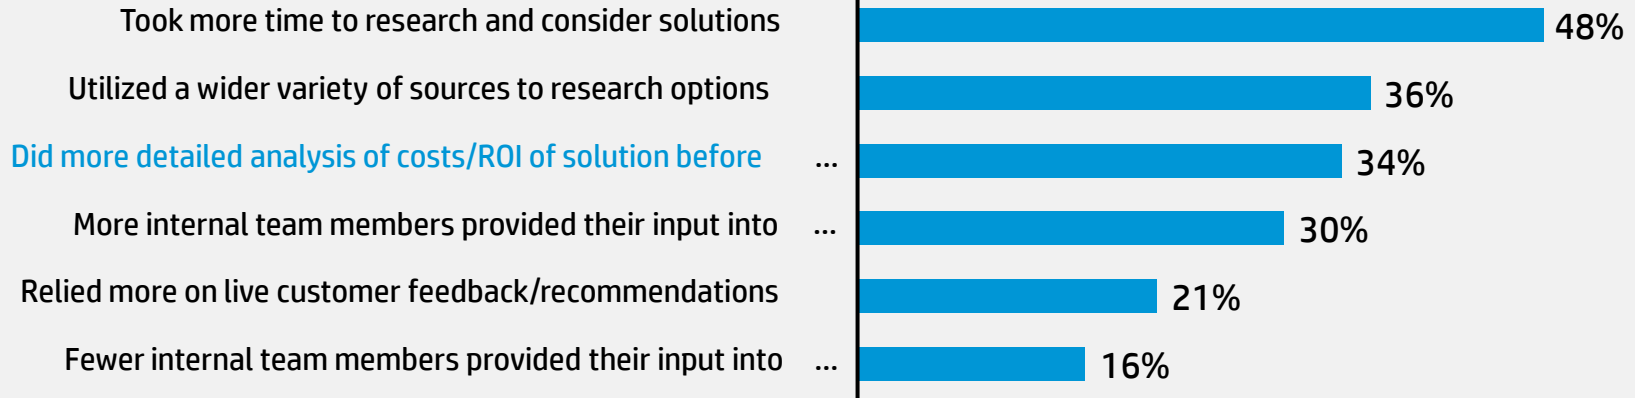 Took more time to research and consider solutions 48%
Utilized a wider variety of sources to research options 36%
Did more detailed analysis of costs/ROI of solution before ... 34%
More internal team members provided their input into ... 30%
Relied more on live customer feedback/recommendations 21%
Fewer internal team members provided their input into ... 16%